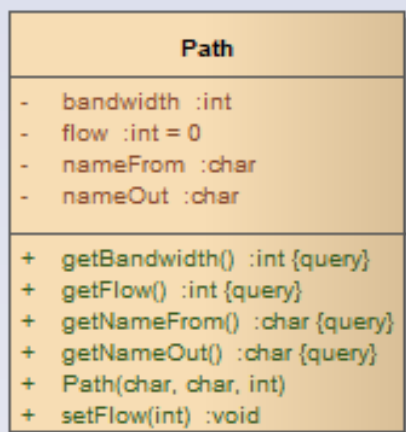 Path
- bandwidth :int
- flow :int = 0
- nameFrom :char
- nameOut :char
+ getBandwidth() :int {query}
+ getFlow() :int {query}
+ getNameFrom() :char {query}
+ getNameOut() :char {query}
+ Path(char, char, int)
+ setFlow(int) :void